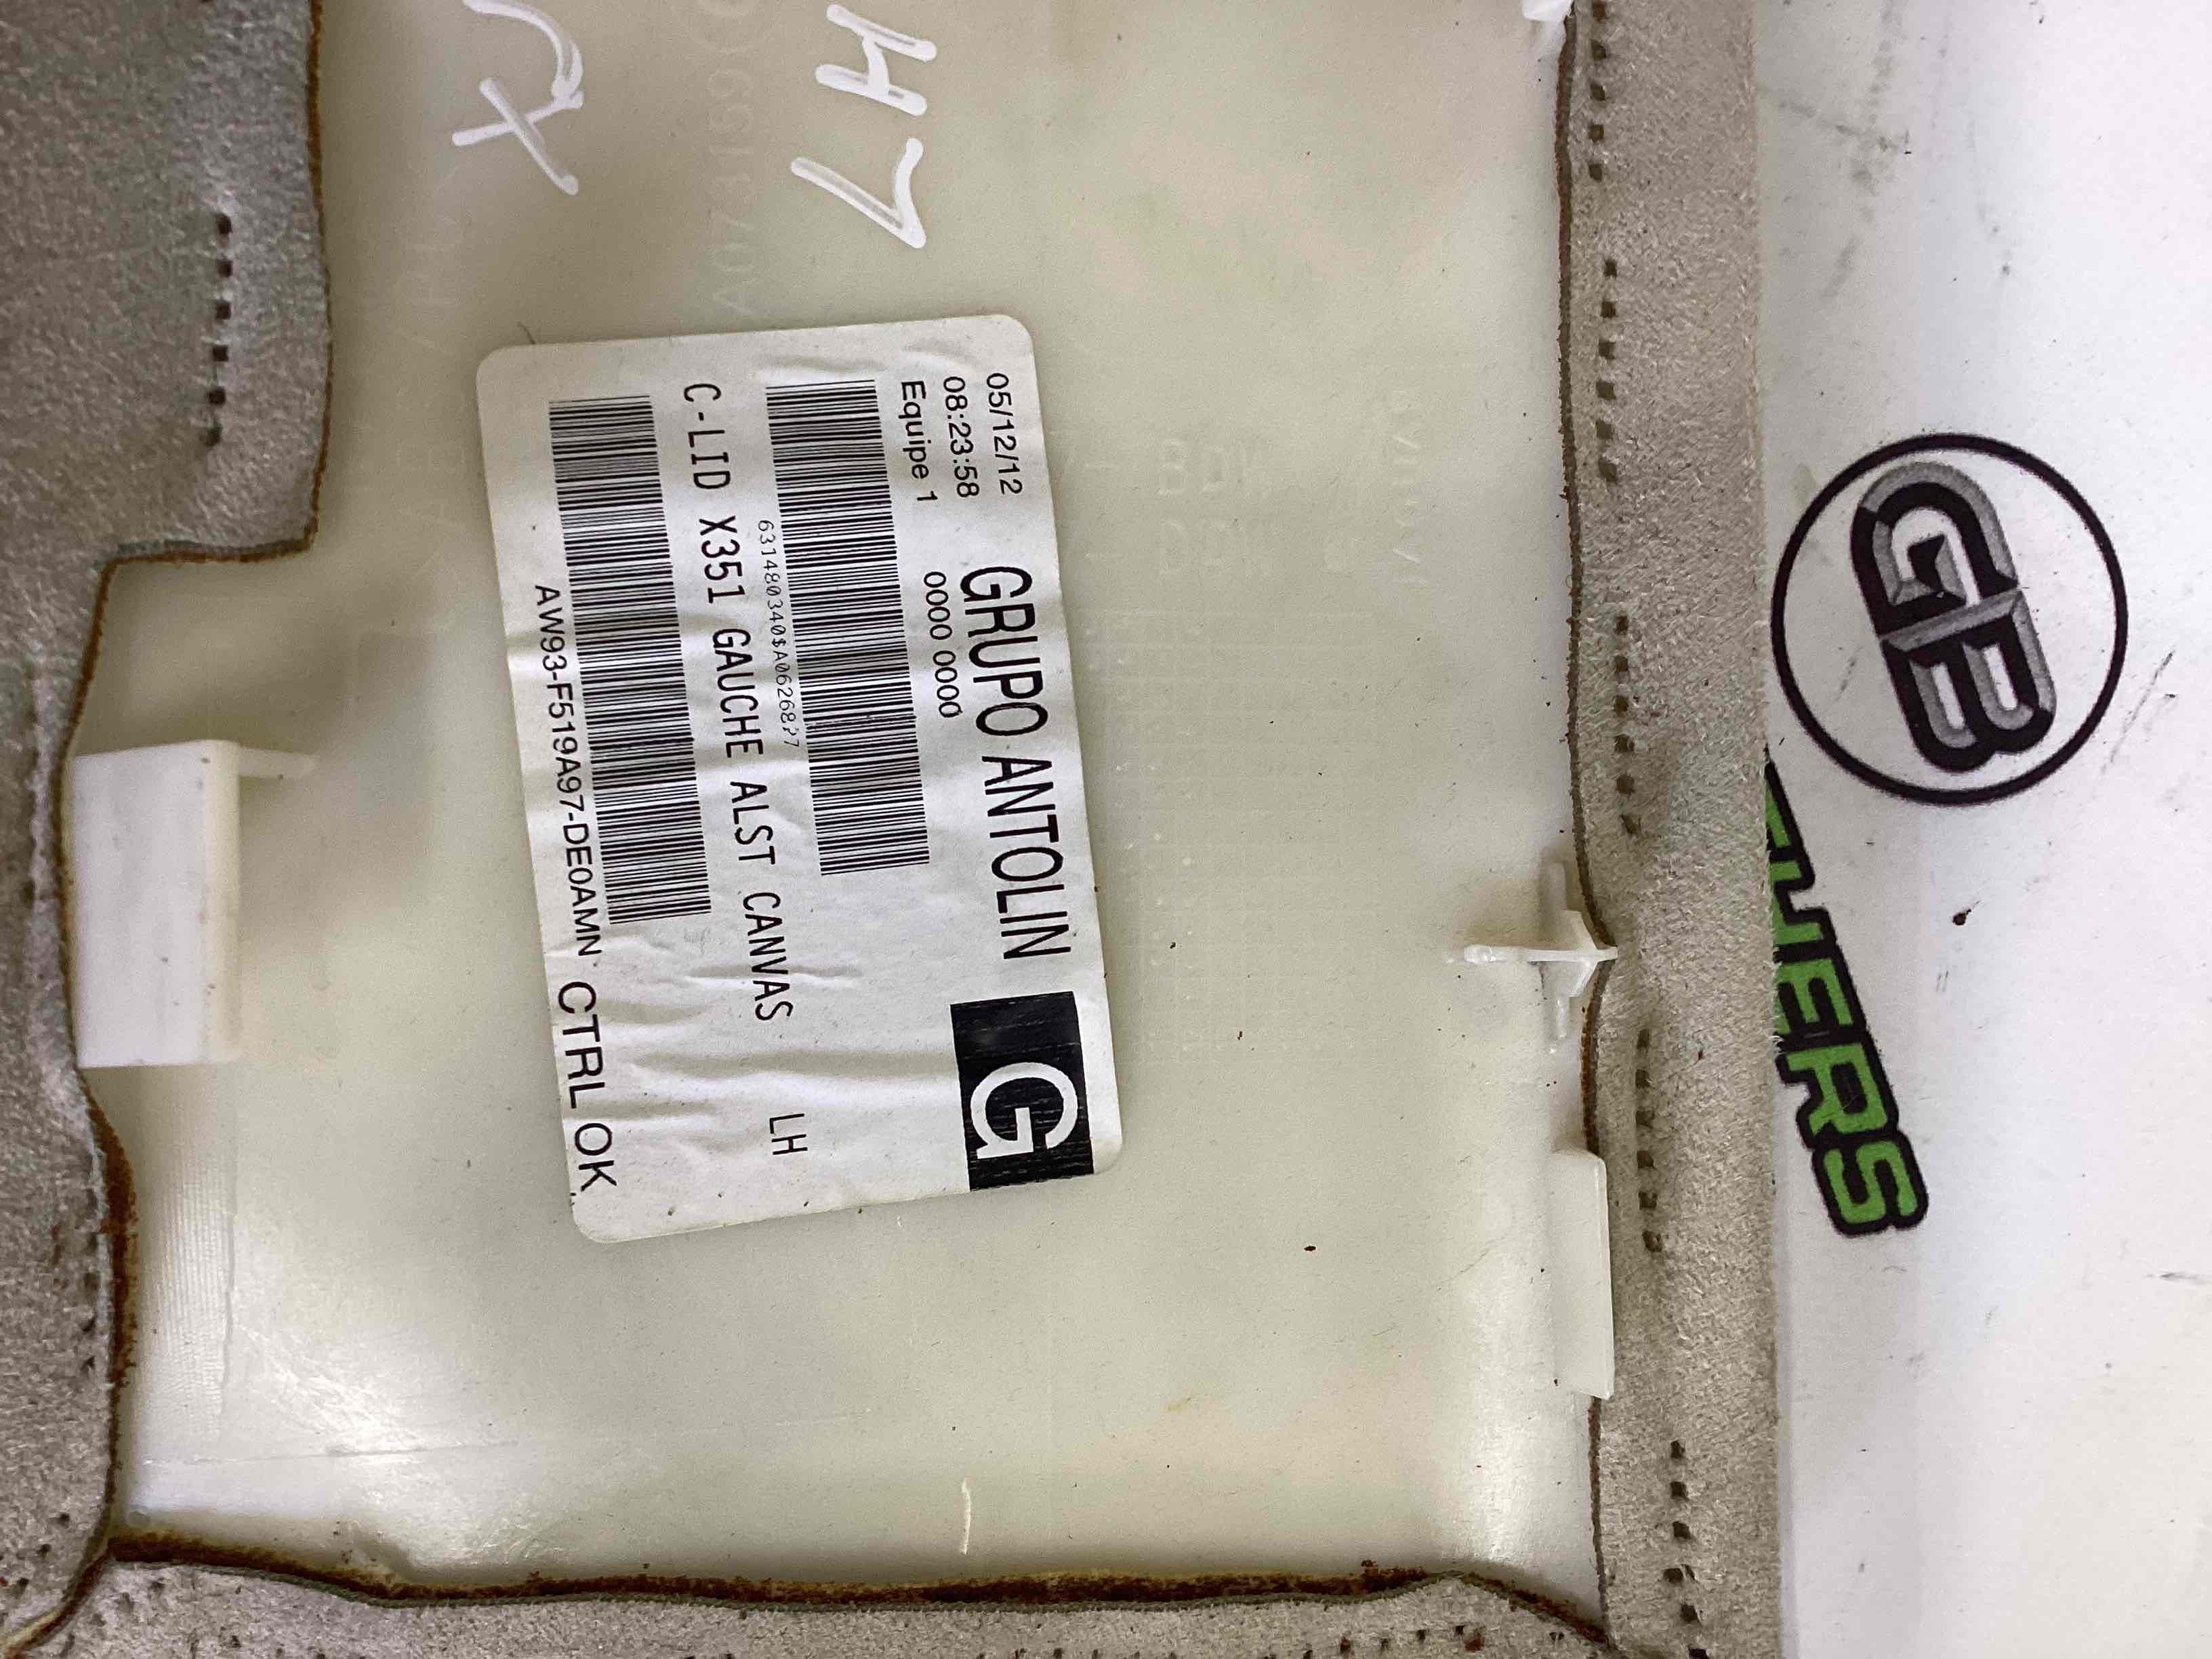 H7
05/12/12
08:23:58
Equipe 1
GRUPO ANTOLIN
0000 0000
G
C-LID X351 GAUCHE ALST CANVAS LH
AW93-F519A97-DE0AMN CTRL OK
GB